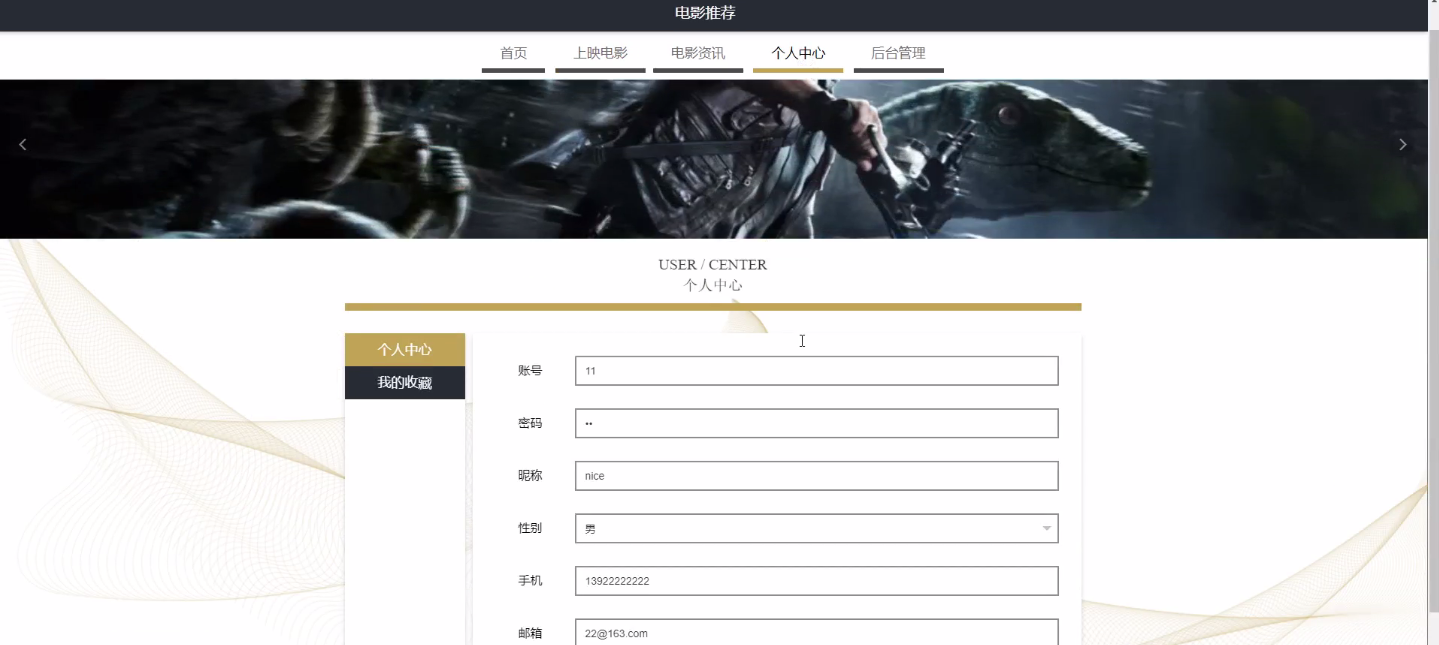 电影推荐
首页 上映电影 电影资讯 个人中心 后台管理
USER / CENTER
个人中心
个人中心
我的收藏
账号 11
密码 ••
昵称 nice
性别 男
手机 13922222222
邮箱 22@163.com